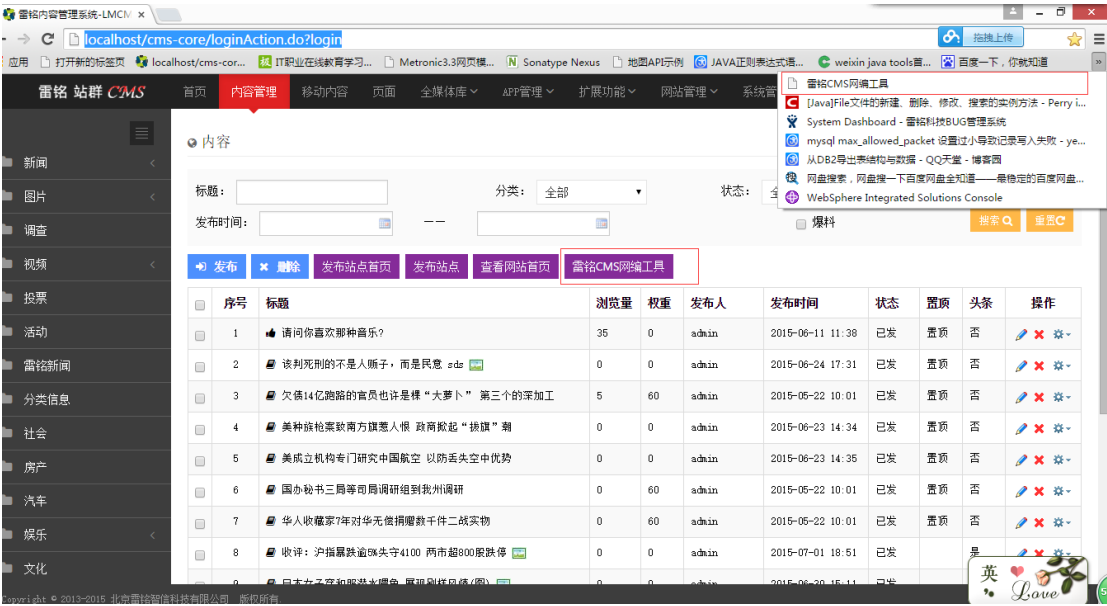 雷铭内容管理系统-LMCM ×
localhost/cms-core/loginAction.do?login
拖拽上传
应用 打开新的标签页 localhost/cms-cor... IT职业在线教育学习... Metronic3.3网页模... Sonatype Nexus 地图API示例 JAVA正则表达式语... weixin java tools首... 百度一下，你就知道 »
雷铭CMS网编工具
[Java]File文件的新建、删除、修改、搜索的实例方法 - Perry i...
System Dashboard - 雷铭科技BUG管理系统
mysql max_allowed_packet 设置过小导致记录写入失败 - ye...
从DB2导出表结构与数据 - QQ天堂 - 博客园
网盘搜索，网盘搜一下百度网盘全知道——最稳定的百度网盘...
WebSphere Integrated Solutions Console
雷铭 站群 CMS 首页 内容管理 移动内容 页面 全媒体库 APP管理 扩展功能 网站管理 系统管
新闻
图片
调查
视频
投票
活动
雷铭新闻
分类信息
社会
房产
汽车
娱乐
文化
内容
标题： 分类： 全部 状态：
发布时间： —— 爆料 搜索 重置
发布 删除 发布站点首页 发布站点 查看网站首页 雷铭CMS网编工具
序号 标题 浏览量 权重 发布人 发布时间 状态 置顶 头条 操作
1 请问你喜欢那种音乐? 35 0 admin 2015-06-11 11:38 已发 置顶 否
2 该判死刑的不是人贩子，而是民意 sds 0 0 admin 2015-06-24 17:31 已发 置顶 否
3 欠债14亿跑路的官员也许是棵“大萝卜” 第三个的深加工 5 60 admin 2015-05-22 10:01 已发 置顶 否
4 美种族枪案致南方旗惹人恨 政商掀起“拔旗”潮 0 0 admin 2015-06-23 14:34 已发 置顶 否
5 美成立机构专门研究中国航空 以防丢失空中优势 0 0 admin 2015-06-23 14:35 已发 置顶 否
6 国办秘书三局等司局调研组到我州调研 0 60 admin 2015-05-22 10:01 已发 置顶 否
7 华人收藏家7年对华无偿捐赠数千件二战实物 0 60 admin 2015-05-22 10:01 已发 置顶 否
8 收评：沪指暴跌逾5%失守4100 两市超800股跌停 0 0 admin 2015-07-01 18:51 已发 是
英 Love
Copyright © 2013-2015 北京雷铭智信科技有限公司 版权所有.